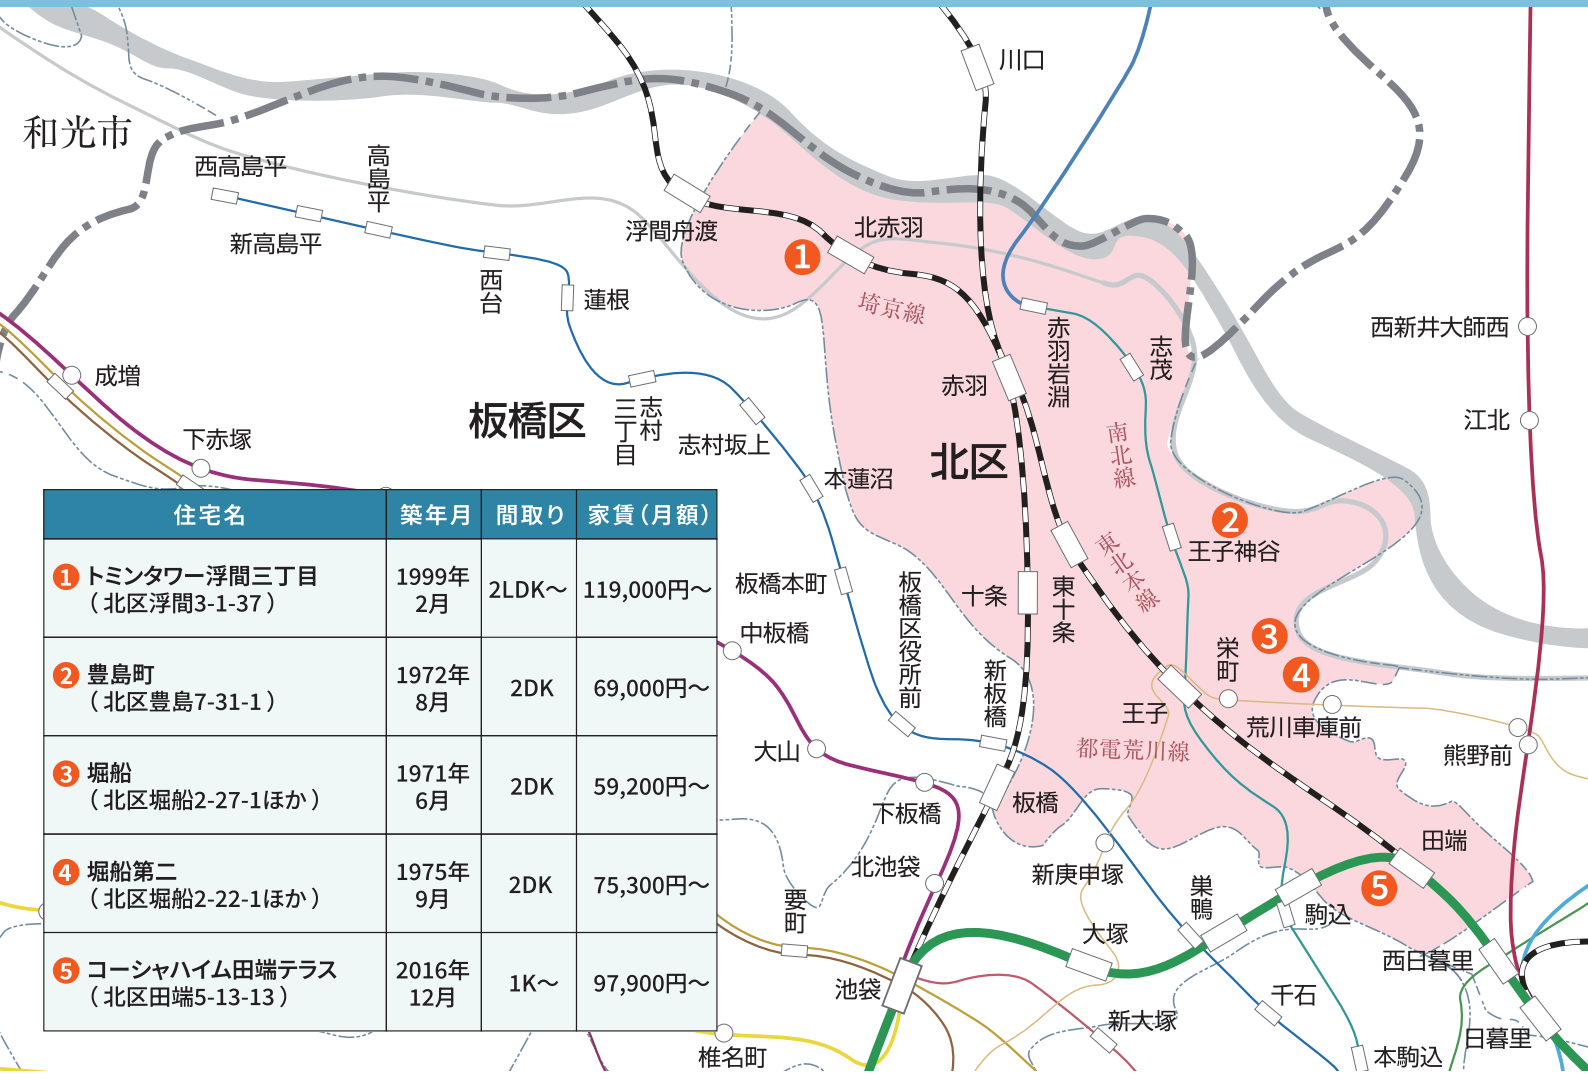 川口
和光市
西高島平
高島平
新高島平
浮間舟渡
北赤羽
1
西台
蓮根
埼京線
赤羽岩淵
志茂
西新井大師西
成増
赤羽
板橋区
志村三丁目
下赤塚
志村坂上
北区
南北線
江北
本蓮沼
2
王子神谷
東北本線
板橋本町
板橋区役所前
十条
東十条
中板橋
新板橋
栄町
3
4
王子
荒川車庫前
都電荒川線
熊野前
大山
下板橋
板橋
田端
北池袋
新庚申塚
巣鴨
5
駒込
要町
大塚
西日暮里
池袋
千石
新大塚
日暮里
椎名町
本駒込
住宅名 築年月 間取り 家賃(月額)
1 トミンタワー浮間三丁目
(北区浮間3-1-37)
1999年
2月
2LDK～ 119,000円～
2 豊島町
(北区豊島7-31-1)
1972年
8月
2DK 69,000円～
3 堀船
(北区堀船2-27-1ほか)
1971年
6月
2DK 59,200円～
4 堀船第二
(北区堀船2-22-1ほか)
1975年
9月
2DK 75,300円～
5 コーシャハイム田端テラス
(北区田端5-13-13)
2016年
12月
1K～ 97,900円～